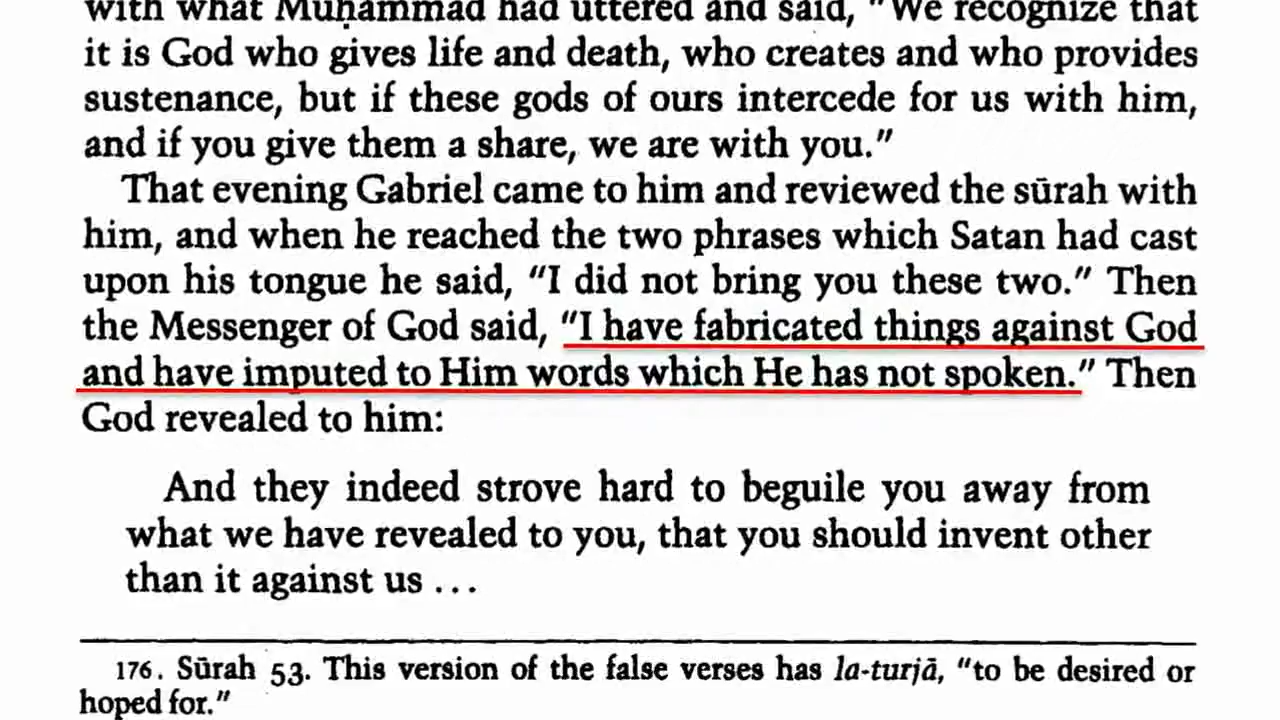 with what Muḥammad had uttered and said, "We recognize that
it is God who gives life and death, who creates and who provides
sustenance, but if these gods of ours intercede for us with him,
and if you give them a share, we are with you."
That evening Gabriel came to him and reviewed the sūrah with
him, and when he reached the two phrases which Satan had cast
upon his tongue he said, "I did not bring you these two." Then
the Messenger of God said, "I have fabricated things against God
and have imputed to Him words which He has not spoken." Then
God revealed to him:
And they indeed strove hard to beguile you away from
what we have revealed to you, that you should invent other
than it against us ...
176. Sūrah 53. This version of the false verses has la-turjā, "to be desired or
hoped for."